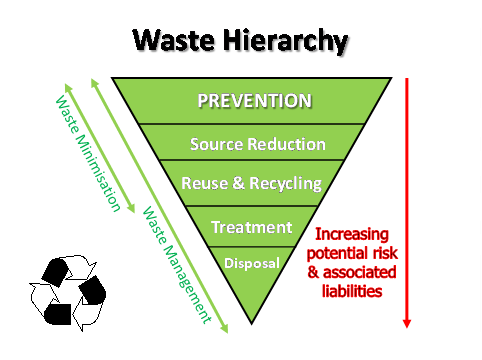 Waste Hierarchy
PREVENTION
Source Reduction
Reuse & Recycling
Treatment
Disposal
Waste Minimisation
Waste Management
Increasing
potential risk
& associated
liabilities